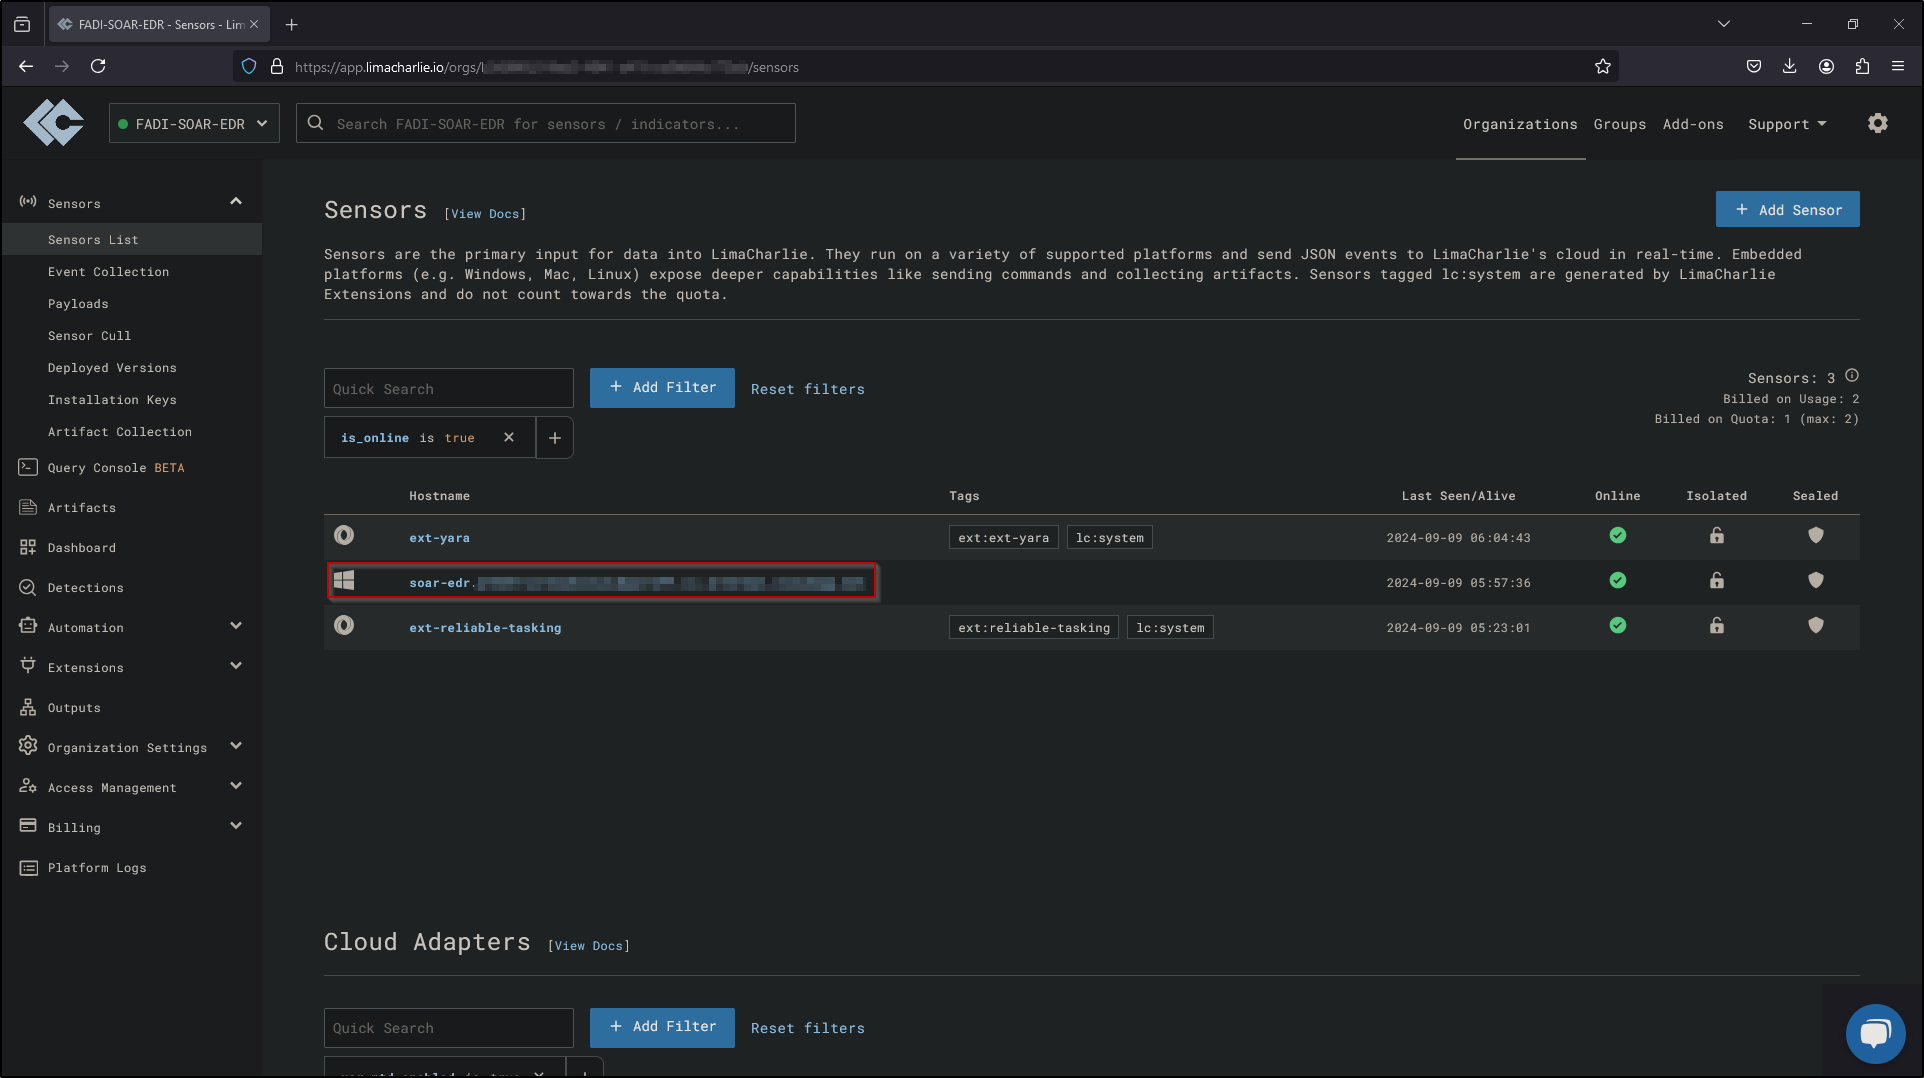 FADI-SOAR-EDR - Sensors - Lim
https://app.limacharlie.io/orgs/ /sensors
FADI-SOAR-EDR
Search FADI-SOAR-EDR for sensors / indicators...
Organizations Groups Add-ons Support
Sensors
Sensors List
Event Collection
Payloads
Sensor Cull
Deployed Versions
Installation Keys
Artifact Collection
Query Console BETA
Artifacts
Dashboard
Detections
Automation
Extensions
Outputs
Organization Settings
Access Management
Billing
Platform Logs
Sensors [View Docs]
+ Add Sensor
Sensors are the primary input for data into LimaCharlie. They run on a variety of supported platforms and send JSON events to LimaCharlie's cloud in real-time. Embedded
platforms (e.g. Windows, Mac, Linux) expose deeper capabilities like sending commands and collecting artifacts. Sensors tagged lc:system are generated by LimaCharlie
Extensions and do not count towards the quota.
Quick Search
+ Add Filter
Reset filters
Sensors: 3
Billed on Usage: 2
Billed on Quota: 1 (max: 2)
is_online is true
Hostname Tags Last Seen/Alive Online Isolated Sealed
ext-yara ext:ext-yara lc:system 2024-09-09 06:04:43
soar-edr. 2024-09-09 05:57:36
ext-reliable-tasking ext:reliable-tasking lc:system 2024-09-09 05:23:01
Cloud Adapters [View Docs]
Quick Search
+ Add Filter
Reset filters
is true